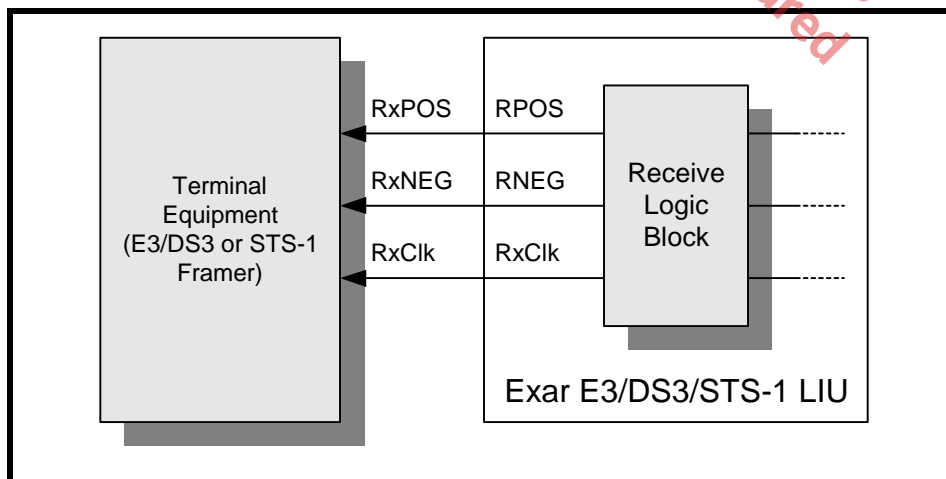 ared
RxPOS
RPOS
RxNEG
RNEG
RxClk
RxClk
Terminal
Equipment
(E3/DS3 or STS-1
Framer)
Receive
Logic
Block
Exar E3/DS3/STS-1 LIU